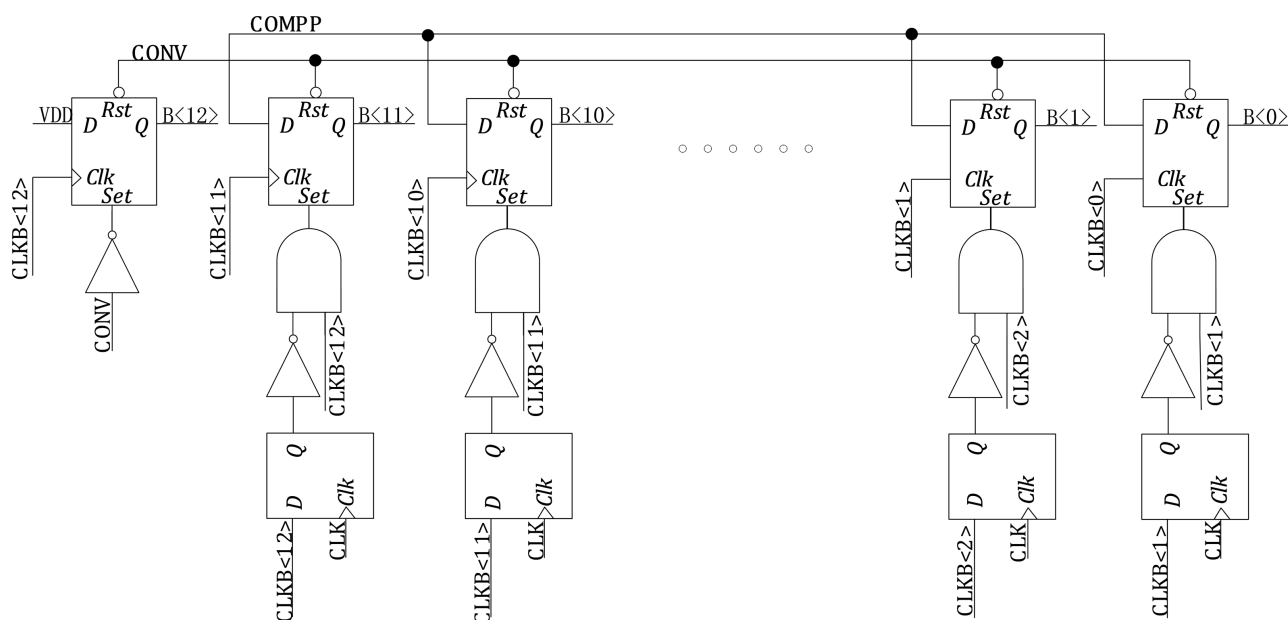 COMPP
CONV
VDD D Rst Q B<12>
D Rst Q B<11>
D Rst Q B<10>
D Rst Q B<1>
D Rst Q B<0>
CLKB<12> Clk Set
CLKB<11> Clk Set
CLKB<10> Clk Set
CLKB<1> Clk Set
CLKB<0> Clk Set
CONV
CLKB<12>
CLKB<11>
CLKB<2>
CLKB<1>
Q
D Clk
Q
D Clk
Q
D Clk
Q
D Clk
CLKB<12> CLK
CLKB<11> CLK
CLKB<2> CLK
CLKB<1> CLK